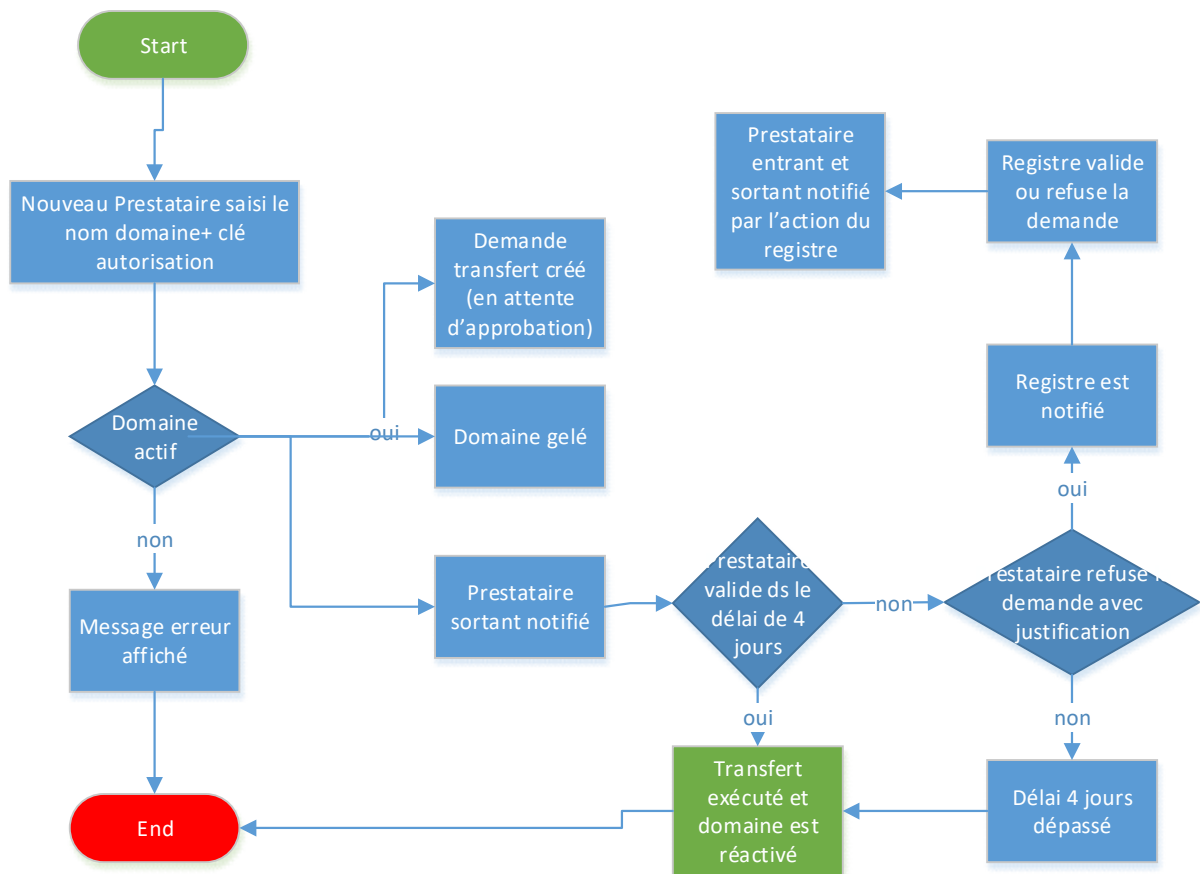 Start
Nouveau Prestataire saisi le
nom domaine+ clé
autorisation
Domaine
actif
oui
non
Message erreur
affiché
End
Demande
transfert créé
(en attente
d’approbation)
Domaine gelé
Prestataire
sortant notifié
Prestataire
valide ds le
délai de 4
jours
non
oui
Transfert
exécuté et
domaine est
réactivé
restataire refuse
demande avec
justification
oui
non
Délai 4 jours
dépassé
Registre est
notifié
Registre valide
ou refuse la
demande
Prestataire
entrant et
sortant notifié
par l’action du
registre